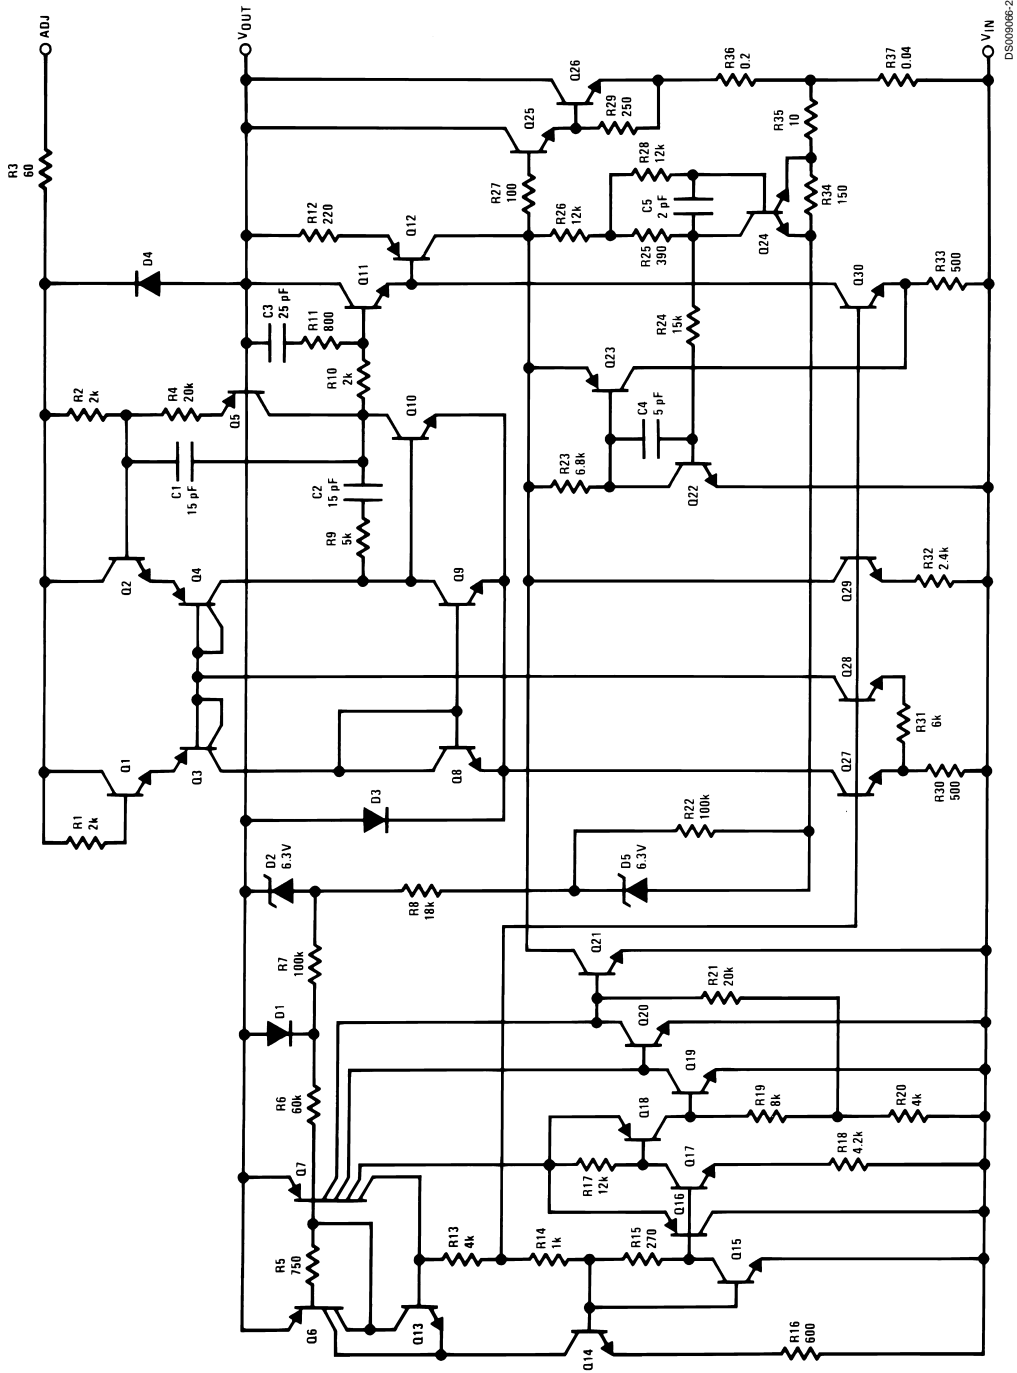 R3
60
ADJ
R1
2k
R2
2k
Q1
Q2
D4
R4
20k
Q3
Q4
C1
15 pF
Q5
VOUT
R5
750
R6
60k
D1
R7
100k
D2
6.3V
Q6
Q7
C3
25 pF
R11
800
R12
220
C2
15 pF
R9
5k
R10
2k
Q11
Q12
D3
R8
18k
Q13
R13
4k
Q8
Q9
Q10
R27
100
Q25
Q26
R14
1k
R17
12k
Q21
R23
6.8k
Q23
R26
12k
R29
250
Q14
R15
270
Q16
Q18
Q20
D5
6.3V
C4
5 pF
R25
390
R28
12k
C5
2 pF
Q17
Q19
R22
100k
Q22
R24
15k
Q15
R21
20k
R36
0.2
R19
8k
Q24
R35
10
R34
150
R16
600
R18
4.2k
Q27
Q28
Q29
Q30
R20
4k
R31
6k
R37
0.04
R30
500
R32
2.4k
R33
500
VIN
DS009066-2